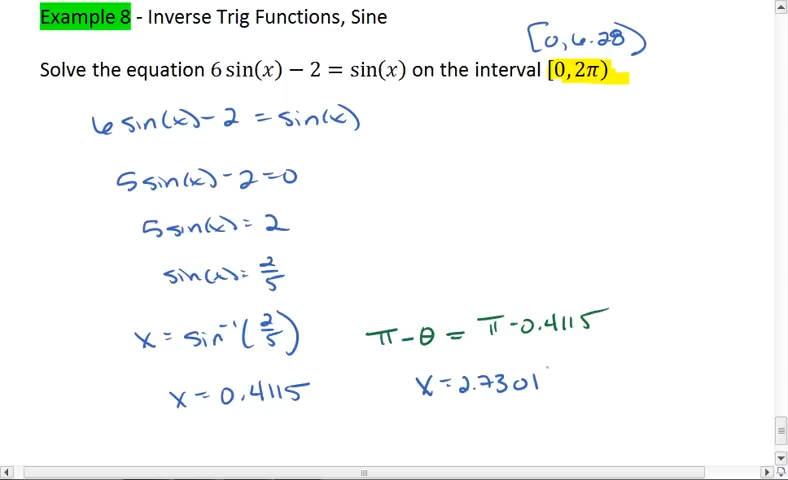 Example 8 - Inverse Trig Functions, Sine
[0, 6.28)
Solve the equation 6 sin(x) − 2 = sin(x) on the interval [0, 2π)
6 sin(x) - 2 = sin(x)
5 sin(x) - 2 = 0
5 sin(x) = 2
sin(x) = 2/5
x = sin⁻¹(2/5)
π - θ = π - 0.4115
x = 0.4115
x = 2.7301